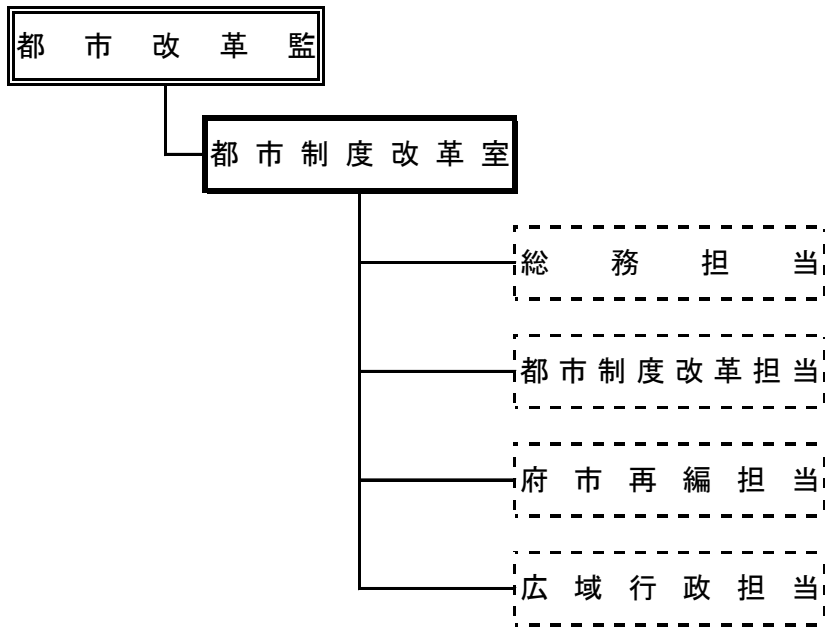 都市改革監
都市制度改革室
総務担当
都市制度改革担当
府市再編担当
広域行政担当